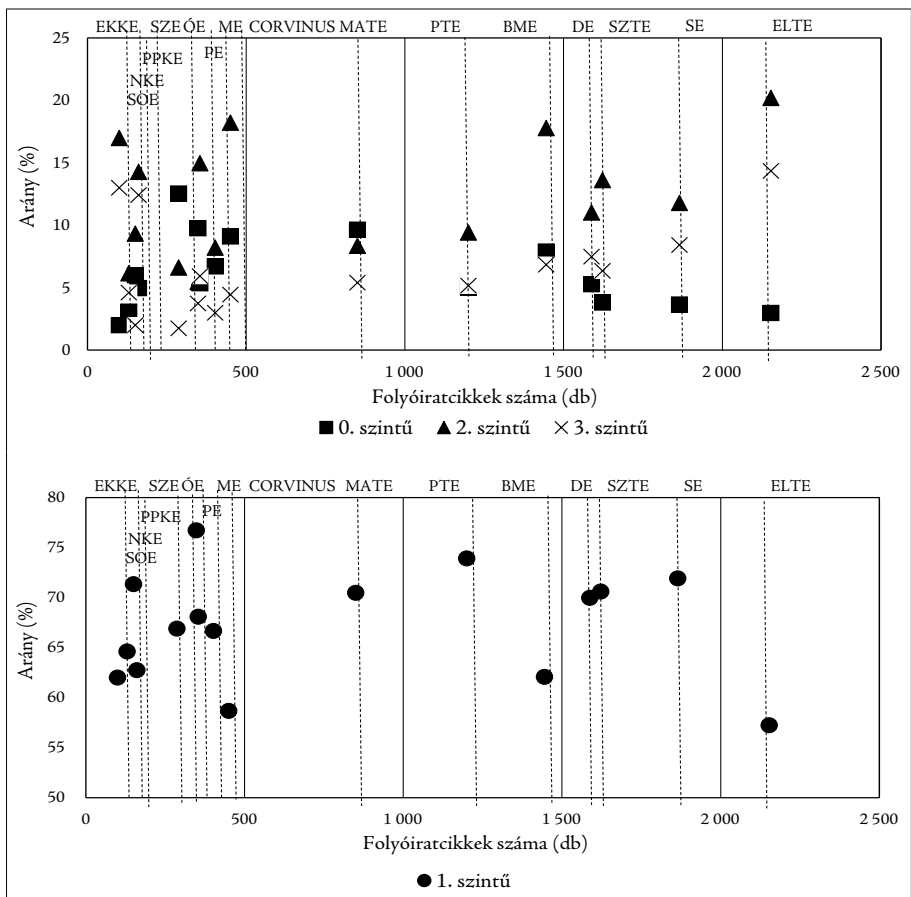 EKKE SZE ÓE ME CORVINUS MATE PTE BME DE SZTE SE ELTE
PPKE PE
NKE
SOE
25
20
15
10
5
0
Arány (%)
0 500 1 000 1 500 2 000 2 500
Folyóiratcikkek száma (db)
0. szintű 2. szintű 3. szintű
EKKE SZE ÓE ME CORVINUS MATE PTE BME DE SZTE SE ELTE
PPKE PE
NKE
SOE
80
75
70
65
60
55
50
Arány (%)
0 500 1 000 1 500 2 000 2 500
Folyóiratcikkek száma (db)
1. szintű